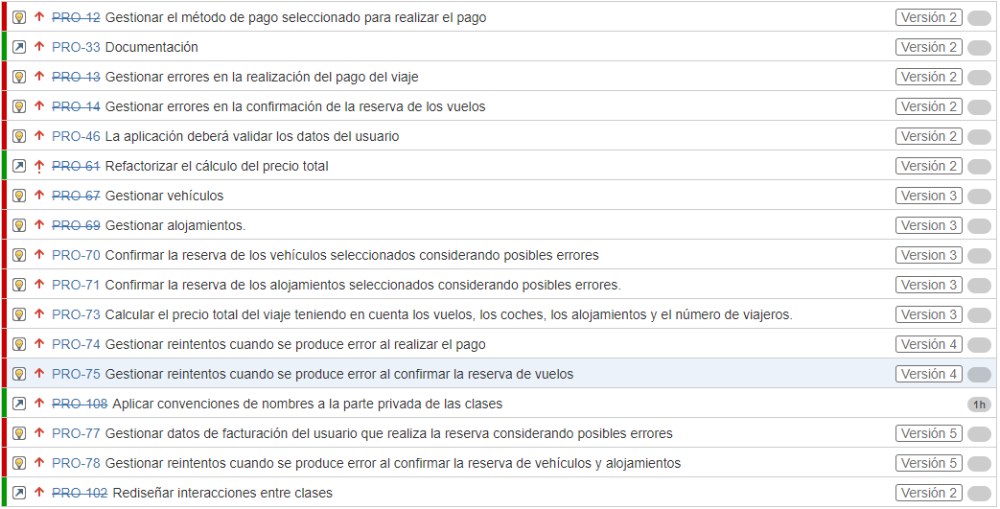 PRO-12 Gestionar el método de pago seleccionado para realizar el pago Versión 2
PRO-33 Documentación Versión 2
PRO-13 Gestionar errores en la realización del pago del viaje Versión 2
PRO-14 Gestionar errores en la confirmación de la reserva de los vuelos Versión 2
PRO-46 La aplicación deberá validar los datos del usuario Versión 2
PRO-61 Refactorizar el cálculo del precio total Versión 2
PRO-67 Gestionar vehículos Version 3
PRO-69 Gestionar alojamientos. Version 3
PRO-70 Confirmar la reserva de los vehículos seleccionados considerando posibles errores Version 3
PRO-71 Confirmar la reserva de los alojamientos seleccionados considerando posibles errores. Version 3
PRO-73 Calcular el precio total del viaje teniendo en cuenta los vuelos, los coches, los alojamientos y el número de viajeros. Version 3
PRO-74 Gestionar reintentos cuando se produce error al realizar el pago Versión 4
PRO-75 Gestionar reintentos cuando se produce error al confirmar la reserva de vuelos Versión 4
PRO-108 Aplicar convenciones de nombres a la parte privada de las clases 1h
PRO-77 Gestionar datos de facturación del usuario que realiza la reserva considerando posibles errores Versión 5
PRO-78 Gestionar reintentos cuando se produce error al confirmar la reserva de vehículos y alojamientos Versión 5
PRO-102 Rediseñar interacciones entre clases Versión 2